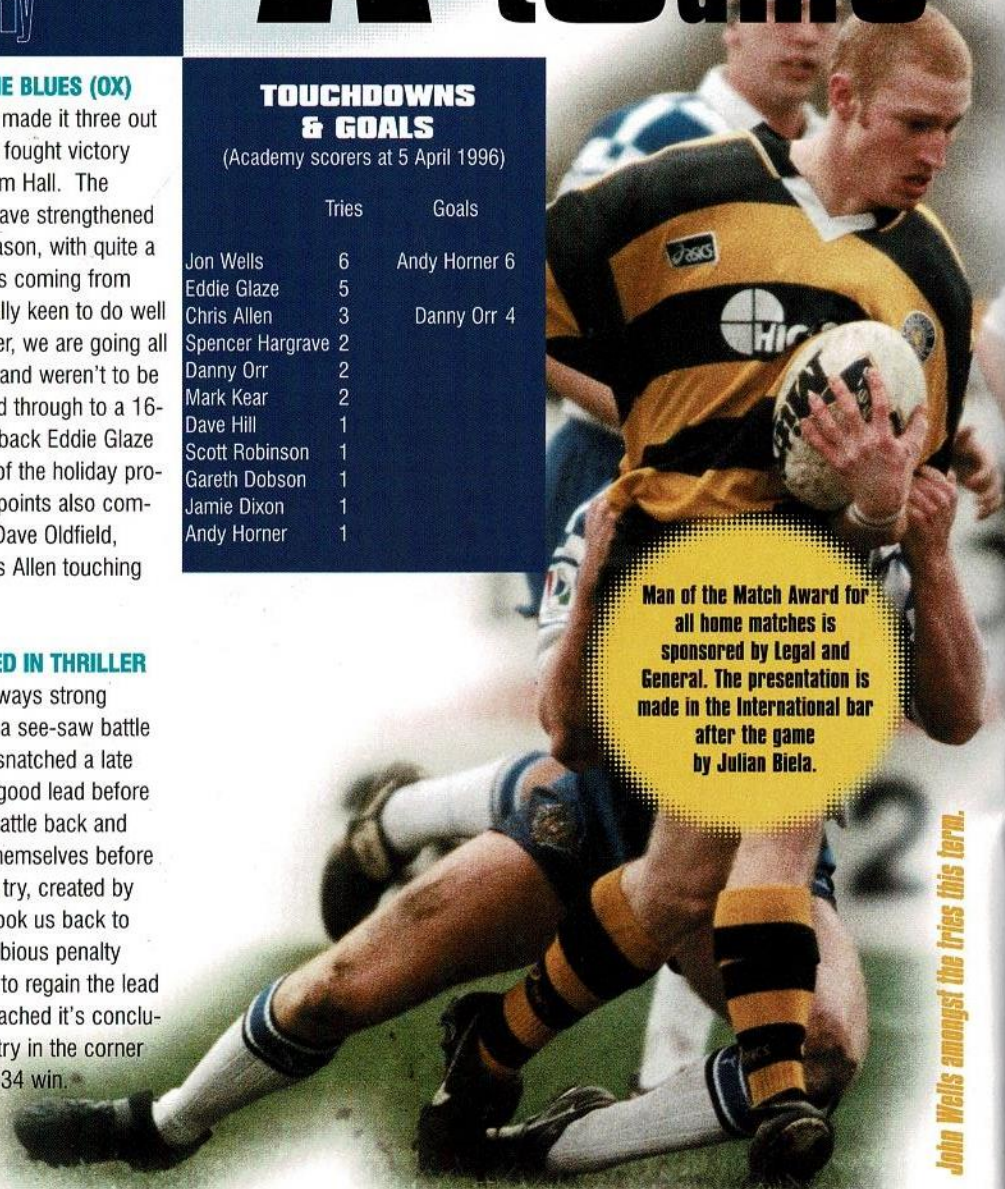 BLUES (OX)
made it three out
fought victory
m Hall. The
ave strengthened
ason, with quite a
s coming from
lly keen to do well
er, we are going all
and weren't to be
d through to a 16-
back Eddie Glaze
of the holiday pro-
points also com-
Dave Oldfield,
s Allen touching
ED IN THRILLER
ways strong
a see-saw battle
snatched a late
good lead before
attle back and
hemselves before
try, created by
ook us back to
bious penalty
to regain the lead
ached it's conclu-
try in the corner
34 win.
TOUCHDOWNS
& GOALS
(Academy scorers at 5 April 1996)
Tries Goals
Jon Wells 6 Andy Horner 6
Eddie Glaze 5
Chris Allen 3 Danny Orr 4
Spencer Hargrave 2
Danny Orr 2
Mark Kear 2
Dave Hill 1
Scott Robinson 1
Gareth Dobson 1
Jamie Dixon 1
Andy Horner 1
asics
HIC
Man of the Match Award for
all home matches is
sponsored by Legal and
General. The presentation is
made in the International bar
after the game
by Julian Biela.
2
John Wells amongst the tries this term.